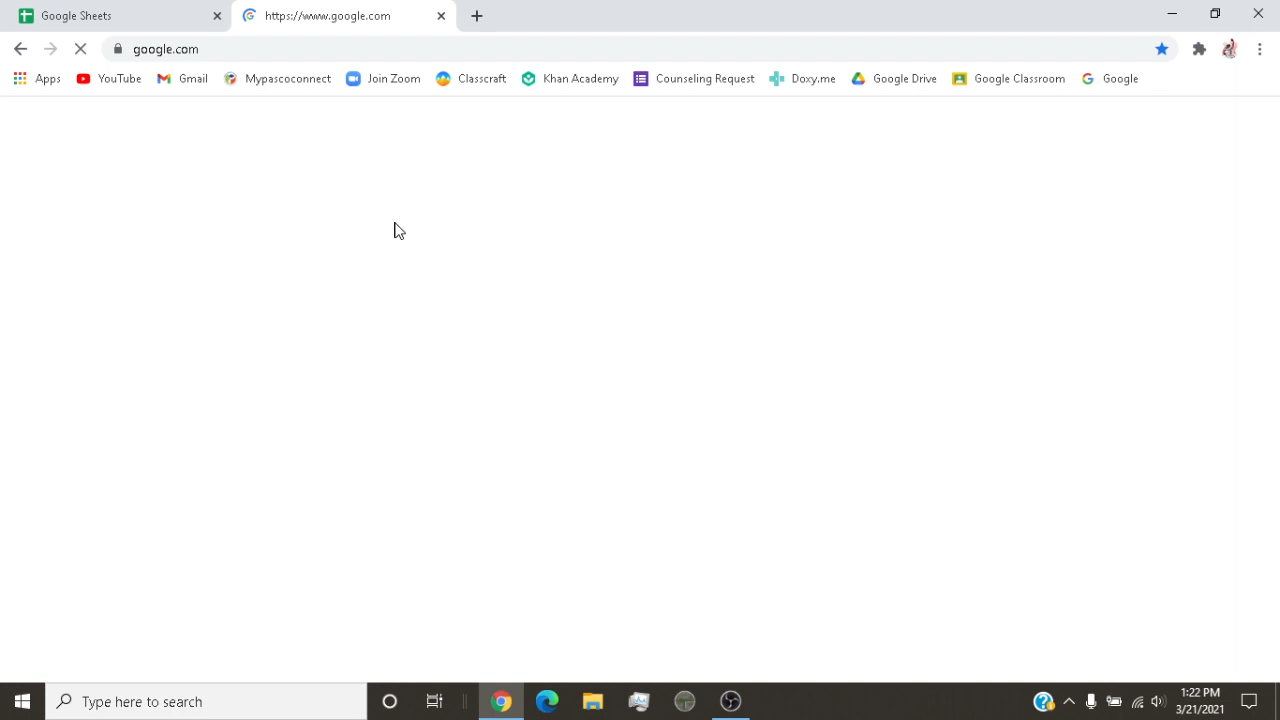 Google Sheets https://www.google.com
google.com
Apps YouTube Gmail Mypascoconnect Join Zoom Classcraft Khan Academy Counseling Request Doxy.me Google Drive Google Classroom Google
Type here to search
1:22 PM
3/21/2021